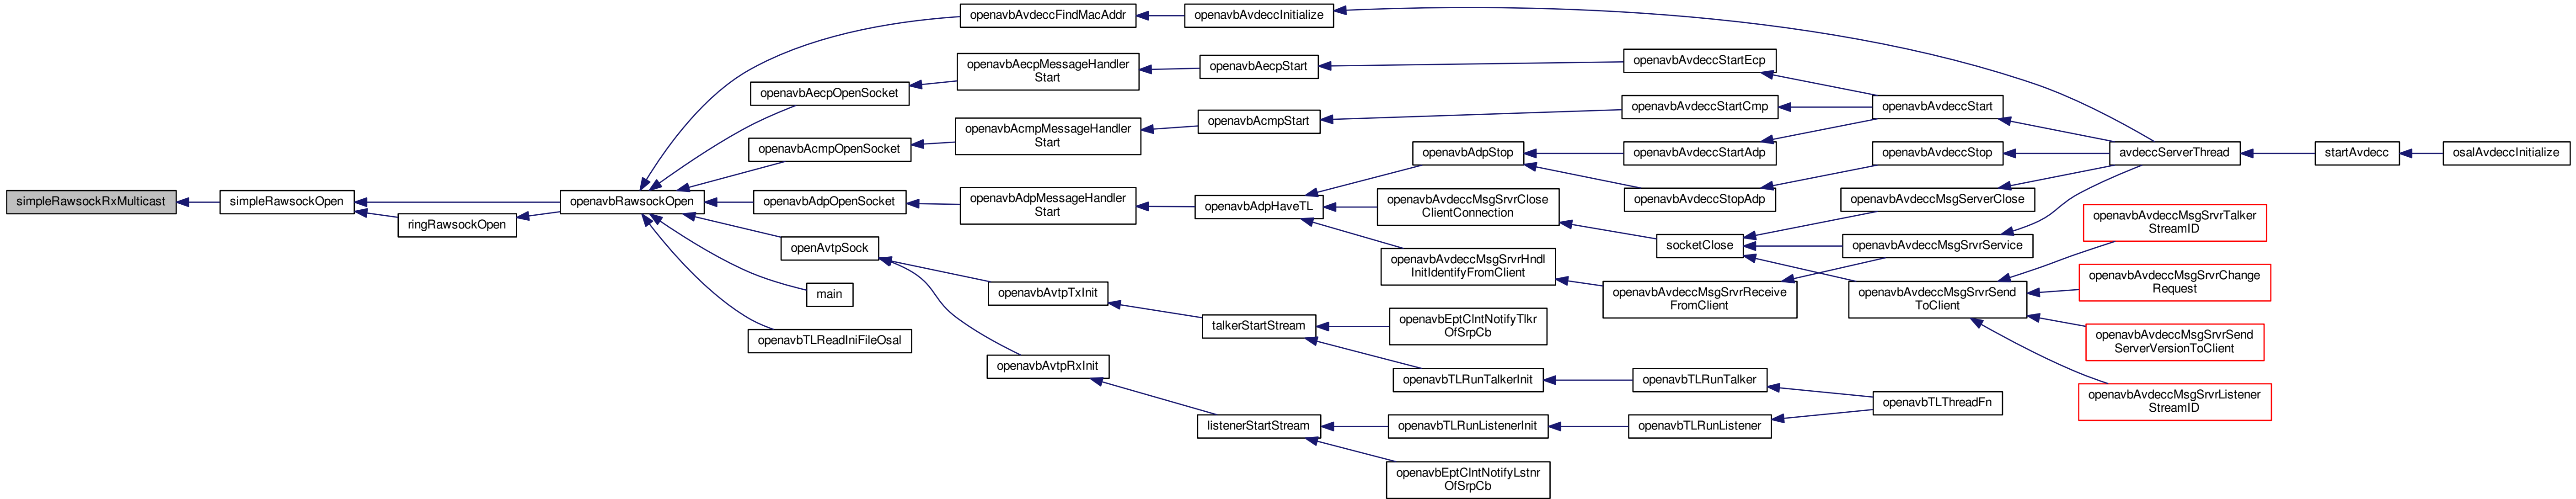 simpleRawsockRxMulticast
simpleRawsockOpen
ringRawsockOpen
openavbRawsockOpen
openavbAvdeccFindMacAddr
openavbAvdeccInitialize
openavbAecpOpenSocket
openavbAecpMessageHandler
Start
openavbAecpStart
openavbAvdeccStartEcp
openavbAcmpOpenSocket
openavbAcmpMessageHandler
Start
openavbAcmpStart
openavbAvdeccStartCmp
openavbAvdeccStart
openavbAdpOpenSocket
openavbAdpMessageHandler
Start
openavbAdpHaveTL
openavbAdpStop
openavbAvdeccStartAdp
openavbAvdeccStopAdp
openavbAvdeccStop
avdeccServerThread
startAvdecc
osalAvdeccInitialize
openavbAvdeccMsgSrvrClose
ClientConnection
socketClose
openavbAvdeccMsgServerClose
openavbAvdeccMsgSrvrService
openavbAvdeccMsgSrvrHndl
InitIdentifyFromClient
openavbAvdeccMsgSrvrReceive
FromClient
openavbAvdeccMsgSrvrSend
ToClient
openavbAvdeccMsgSrvrTalker
StreamID
openavbAvdeccMsgSrvrChange
Request
openavbAvdeccMsgSrvrSend
ServerVersionToClient
openavbAvdeccMsgSrvrListener
StreamID
openAvtpSock
main
openavbTLReadIniFileOsal
openavbAvtpTxInit
openavbAvtpRxInit
talkerStartStream
openavbEptClntNotifyTlkr
OfSrpCb
openavbTLRunTalkerInit
openavbTLRunTalker
openavbTLThreadFn
listenerStartStream
openavbTLRunListenerInit
openavbTLRunListener
openavbEptClntNotifyLstnr
OfSrpCb